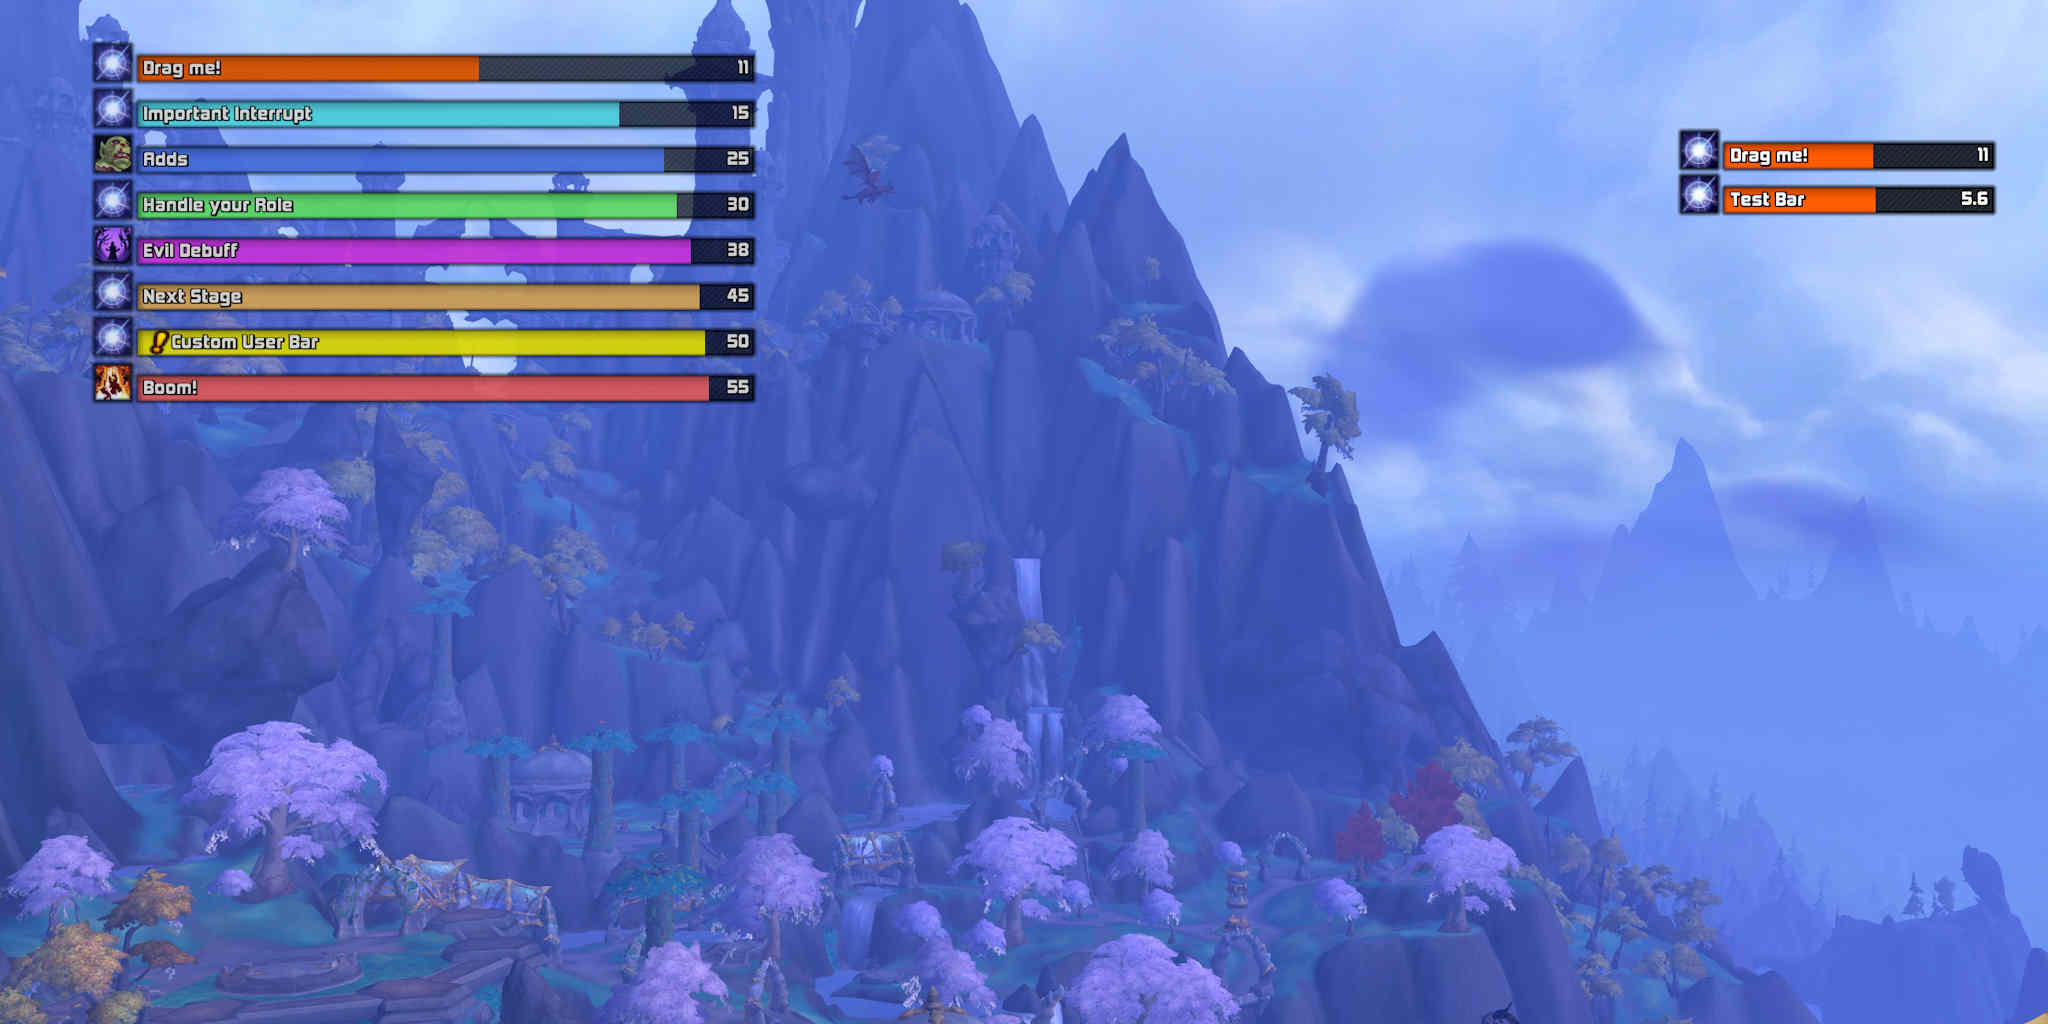 Drag me! 11
Important Interrupt 15
Adds 25
Handle your Role 30
Evil Debuff 38
Next Stage 45
Custom User Bar 50
Boom! 55
Drag me! 11
Test Bar 5.6